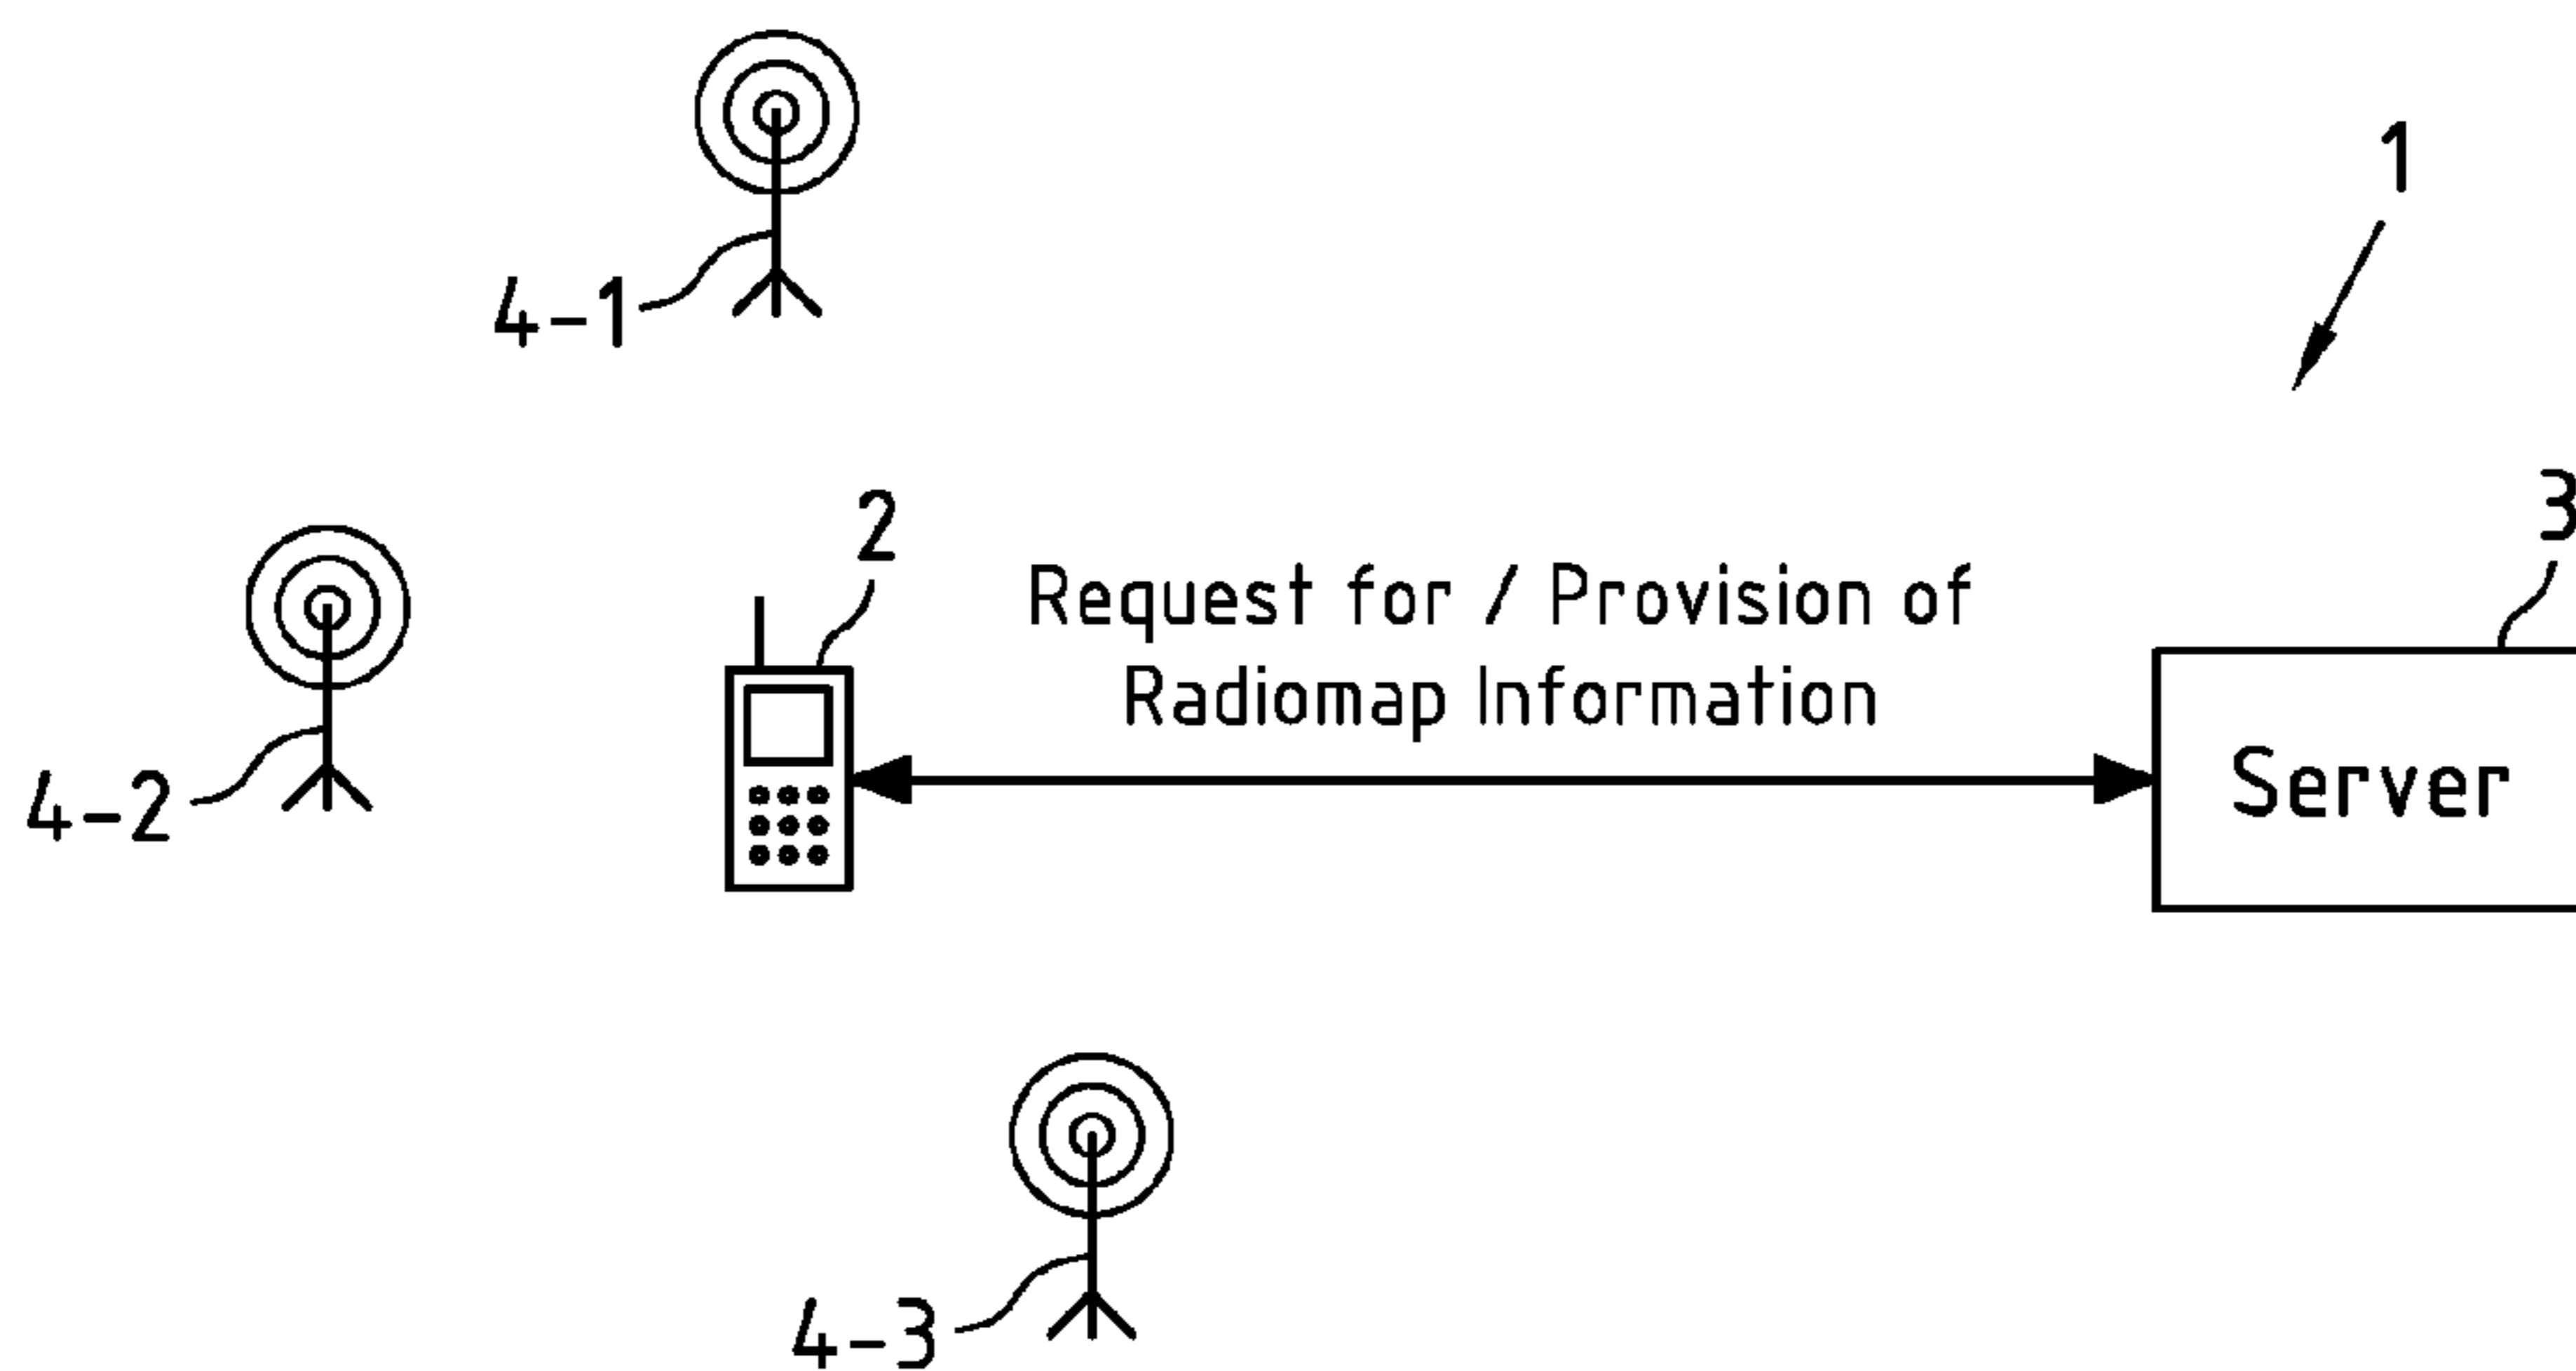 1
4-1
2
3
Request for / Provision of
Radiomap Information
Server
4-2
4-3